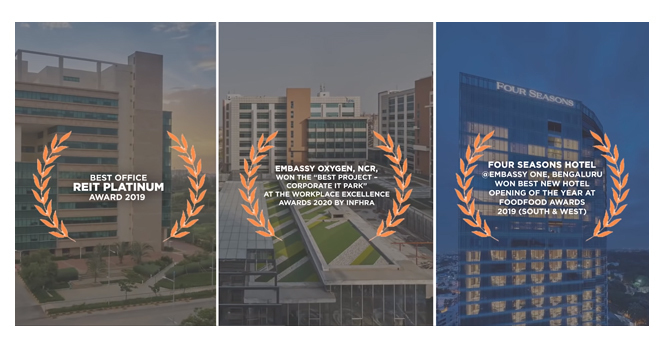 BEST OFFICE
REIT PLATINUM
AWARD 2019
EMBASSY OXYGEN, NCR,
WON THE "BEST PROJECT –
CORPORATE IT PARK"
AT THE WORKPLACE EXCELLENCE
AWARDS 2020 BY INFHRA
FOUR SEASONS
FOUR SEASONS HOTEL
@EMBASSY ONE, BENGALURU
WON BEST NEW HOTEL
OPENING OF THE YEAR AT
FOODFOOD AWARDS
2019 (SOUTH & WEST)